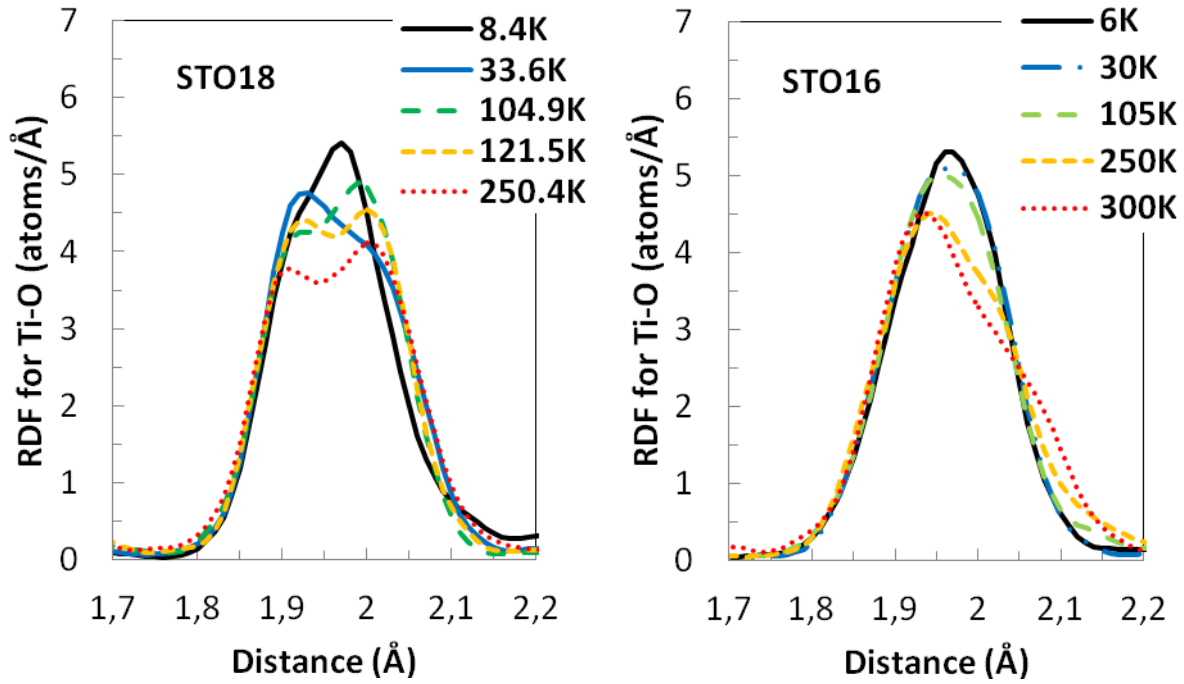 RDF for Ti-O (atoms/Å)
7
6
5
4
3
2
1
0
STO18
8.4K
33.6K
104.9K
121.5K
250.4K
1,7
1,8
1,9
2
2,1
2,2
Distance (Å)
RDF for Ti-O (atoms/Å)
7
6
5
4
3
2
1
0
STO16
6K
30K
105K
250K
300K
1,7
1,8
1,9
2
2,1
2,2
Distance (Å)